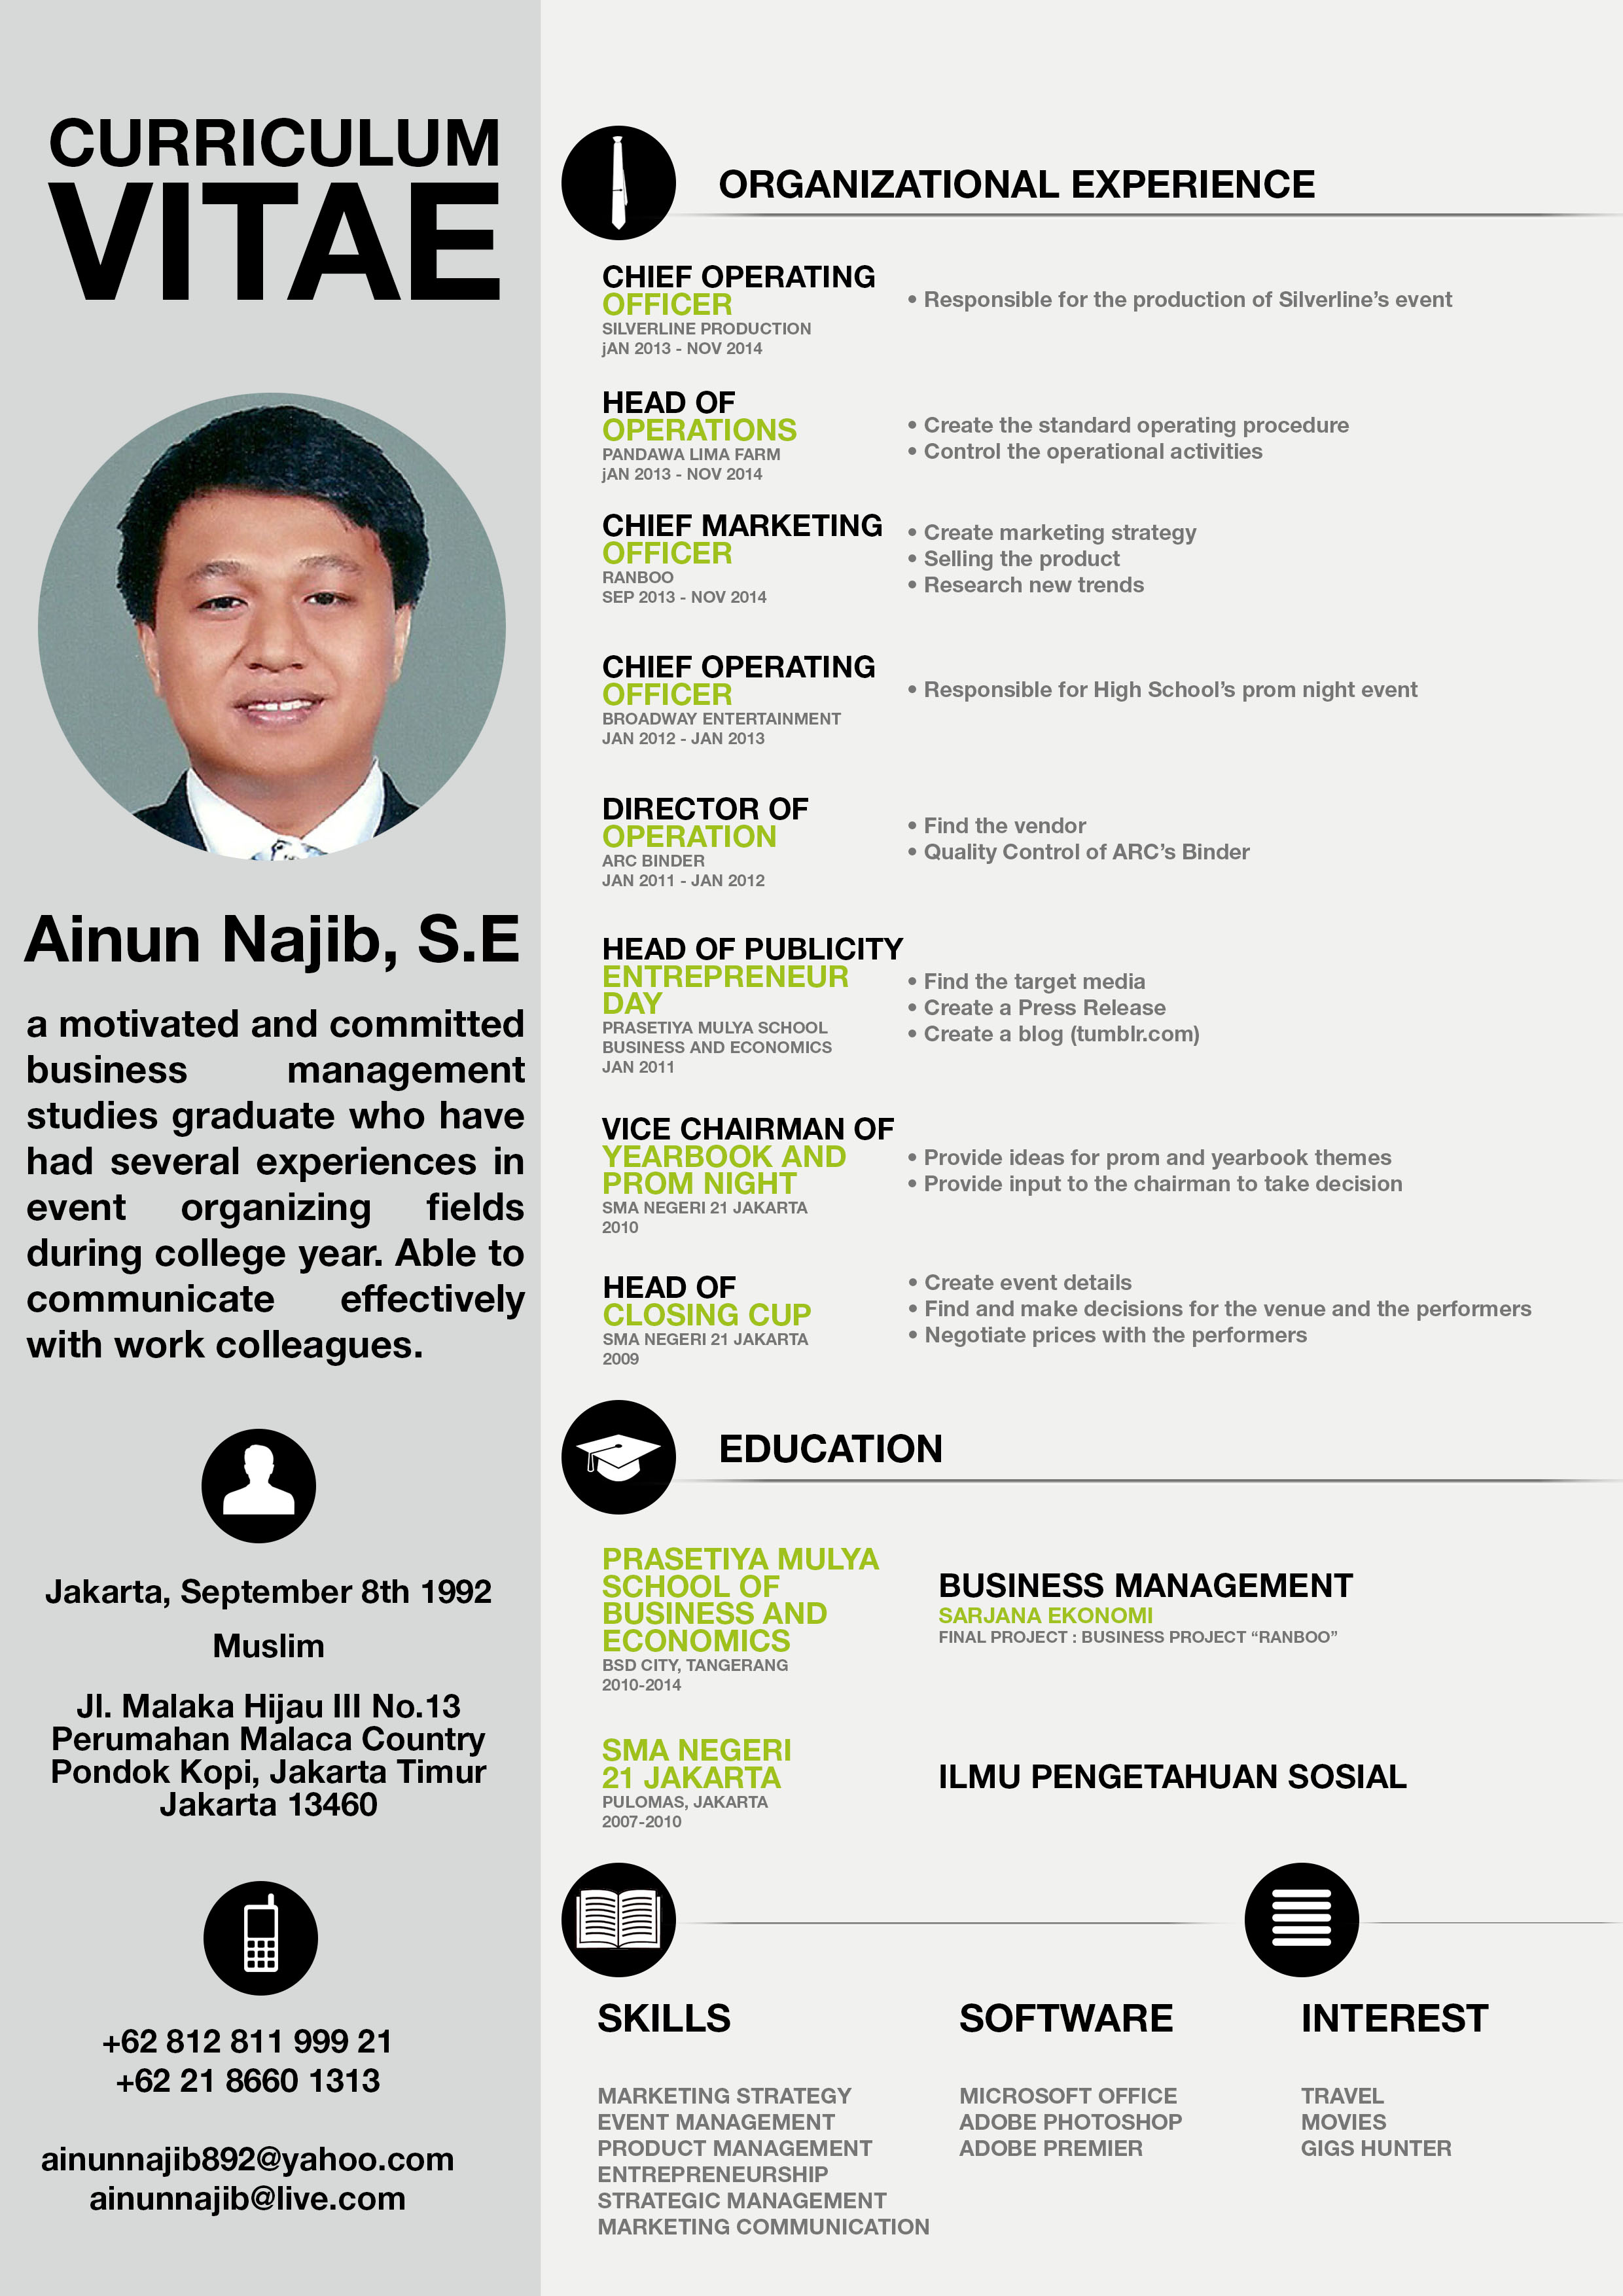 CURRICULUM
VITAE
Ainun Najib, S.E
a motivated and committed
business management
studies graduate who have
had several experiences in
event organizing fields
during college year. Able to
communicate effectively
with work colleagues.
Jakarta, September 8th 1992
Muslim
Jl. Malaka Hijau III No.13
Perumahan Malaca Country
Pondok Kopi, Jakarta Timur
Jakarta 13460
+62 812 811 999 21
+62 21 8660 1313
ainunnajib892@yahoo.com
ainunnajib@live.com
ORGANIZATIONAL EXPERIENCE
CHIEF OPERATING
OFFICER
SILVERLINE PRODUCTION
jAN 2013 - NOV 2014
• Responsible for the production of Silverline’s event
HEAD OF
OPERATIONS
PANDAWA LIMA FARM
jAN 2013 - NOV 2014
• Create the standard operating procedure
• Control the operational activities
CHIEF MARKETING
OFFICER
RANBOO
SEP 2013 - NOV 2014
• Create marketing strategy
• Selling the product
• Research new trends
CHIEF OPERATING
OFFICER
BROADWAY ENTERTAINMENT
JAN 2012 - JAN 2013
• Responsible for High School’s prom night event
DIRECTOR OF
OPERATION
ARC BINDER
JAN 2011 - JAN 2012
• Find the vendor
• Quality Control of ARC’s Binder
HEAD OF PUBLICITY
ENTREPRENEUR
DAY
PRASETIYA MULYA SCHOOL
BUSINESS AND ECONOMICS
JAN 2011
• Find the target media
• Create a Press Release
• Create a blog (tumblr.com)
VICE CHAIRMAN OF
YEARBOOK AND
PROM NIGHT
SMA NEGERI 21 JAKARTA
2010
• Provide ideas for prom and yearbook themes
• Provide input to the chairman to take decision
HEAD OF
CLOSING CUP
SMA NEGERI 21 JAKARTA
2009
• Create event details
• Find and make decisions for the venue and the performers
• Negotiate prices with the performers
EDUCATION
PRASETIYA MULYA
SCHOOL OF
BUSINESS AND
ECONOMICS
BSD CITY, TANGERANG
2010-2014
BUSINESS MANAGEMENT
SARJANA EKONOMI
FINAL PROJECT : BUSINESS PROJECT “RANBOO”
SMA NEGERI
21 JAKARTA
PULOMAS, JAKARTA
2007-2010
ILMU PENGETAHUAN SOSIAL
SKILLS
MARKETING STRATEGY
EVENT MANAGEMENT
PRODUCT MANAGEMENT
ENTREPRENEURSHIP
STRATEGIC MANAGEMENT
MARKETING COMMUNICATION
SOFTWARE
MICROSOFT OFFICE
ADOBE PHOTOSHOP
ADOBE PREMIER
INTEREST
TRAVEL
MOVIES
GIGS HUNTER